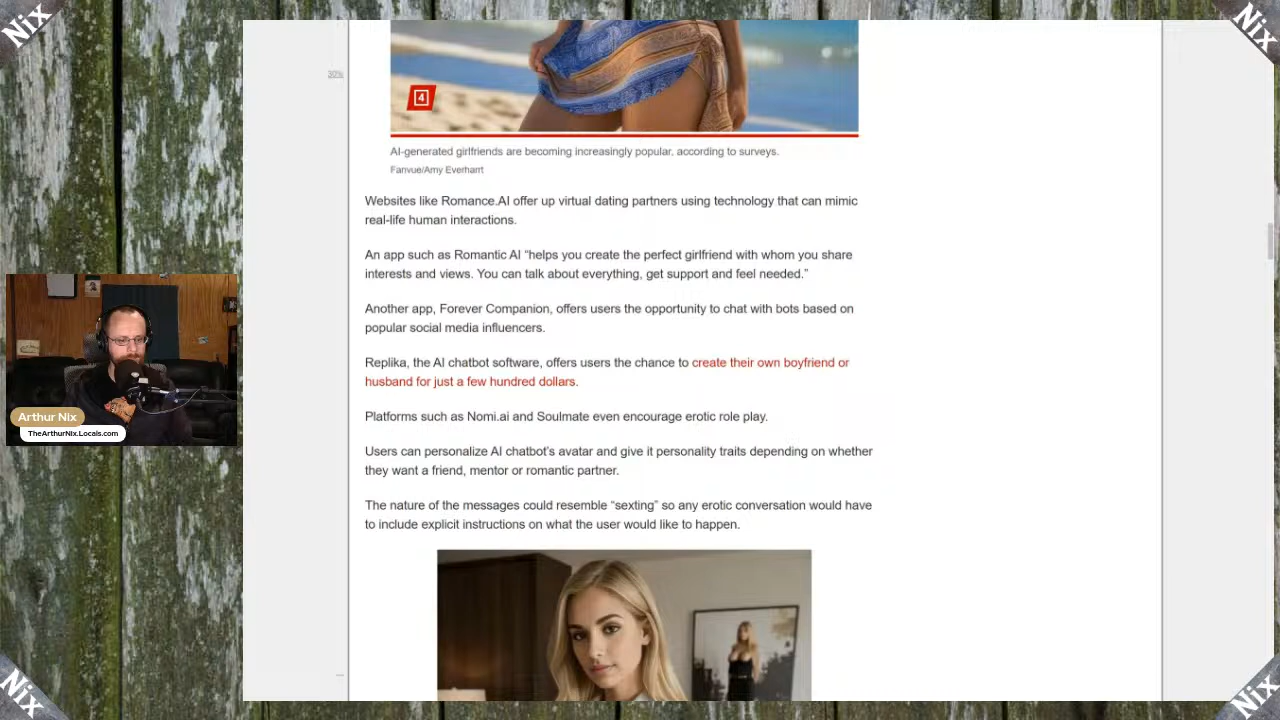 Nix
Nix
30%
4
AI-generated girlfriends are becoming increasingly popular, according to surveys.
Fanvue/Amy Everhart
Websites like Romance.AI offer up virtual dating partners using technology that can mimic
real-life human interactions.
An app such as Romantic AI “helps you create the perfect girlfriend with whom you share
interests and views. You can talk about everything, get support and feel needed.”
Another app, Forever Companion, offers users the opportunity to chat with bots based on
popular social media influencers.
Replika, the AI chatbot software, offers users the chance to create their own boyfriend or
husband for just a few hundred dollars.
Platforms such as Nomi.ai and Soulmate even encourage erotic role play.
Users can personalize AI chatbot’s avatar and give it personality traits depending on whether
they want a friend, mentor or romantic partner.
The nature of the messages could resemble “sexting” so any erotic conversation would have
to include explicit instructions on what the user would like to happen.
Arthur Nix
TheArthurNix.Locals.com
Nix
Nix